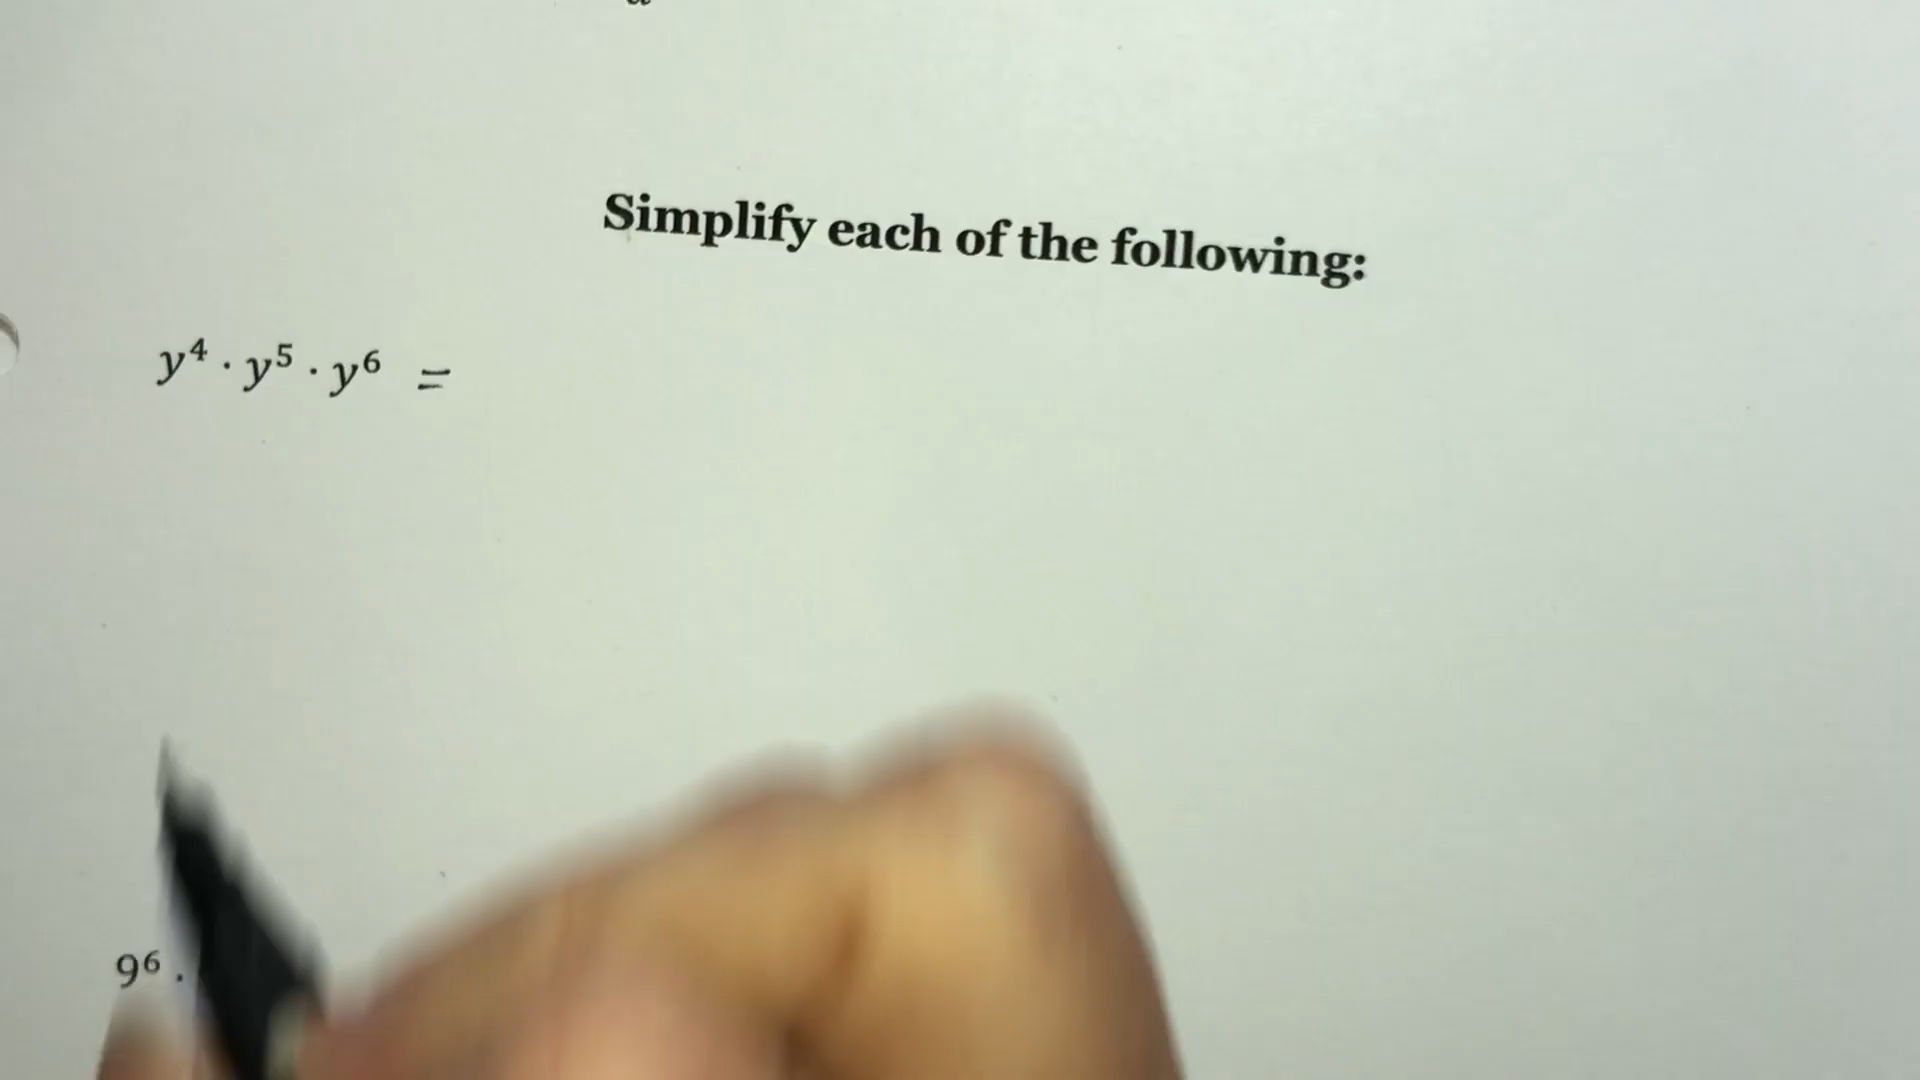 Simplify each of the following:
y⁴ · y⁵ · y⁶ =
9⁶ ·